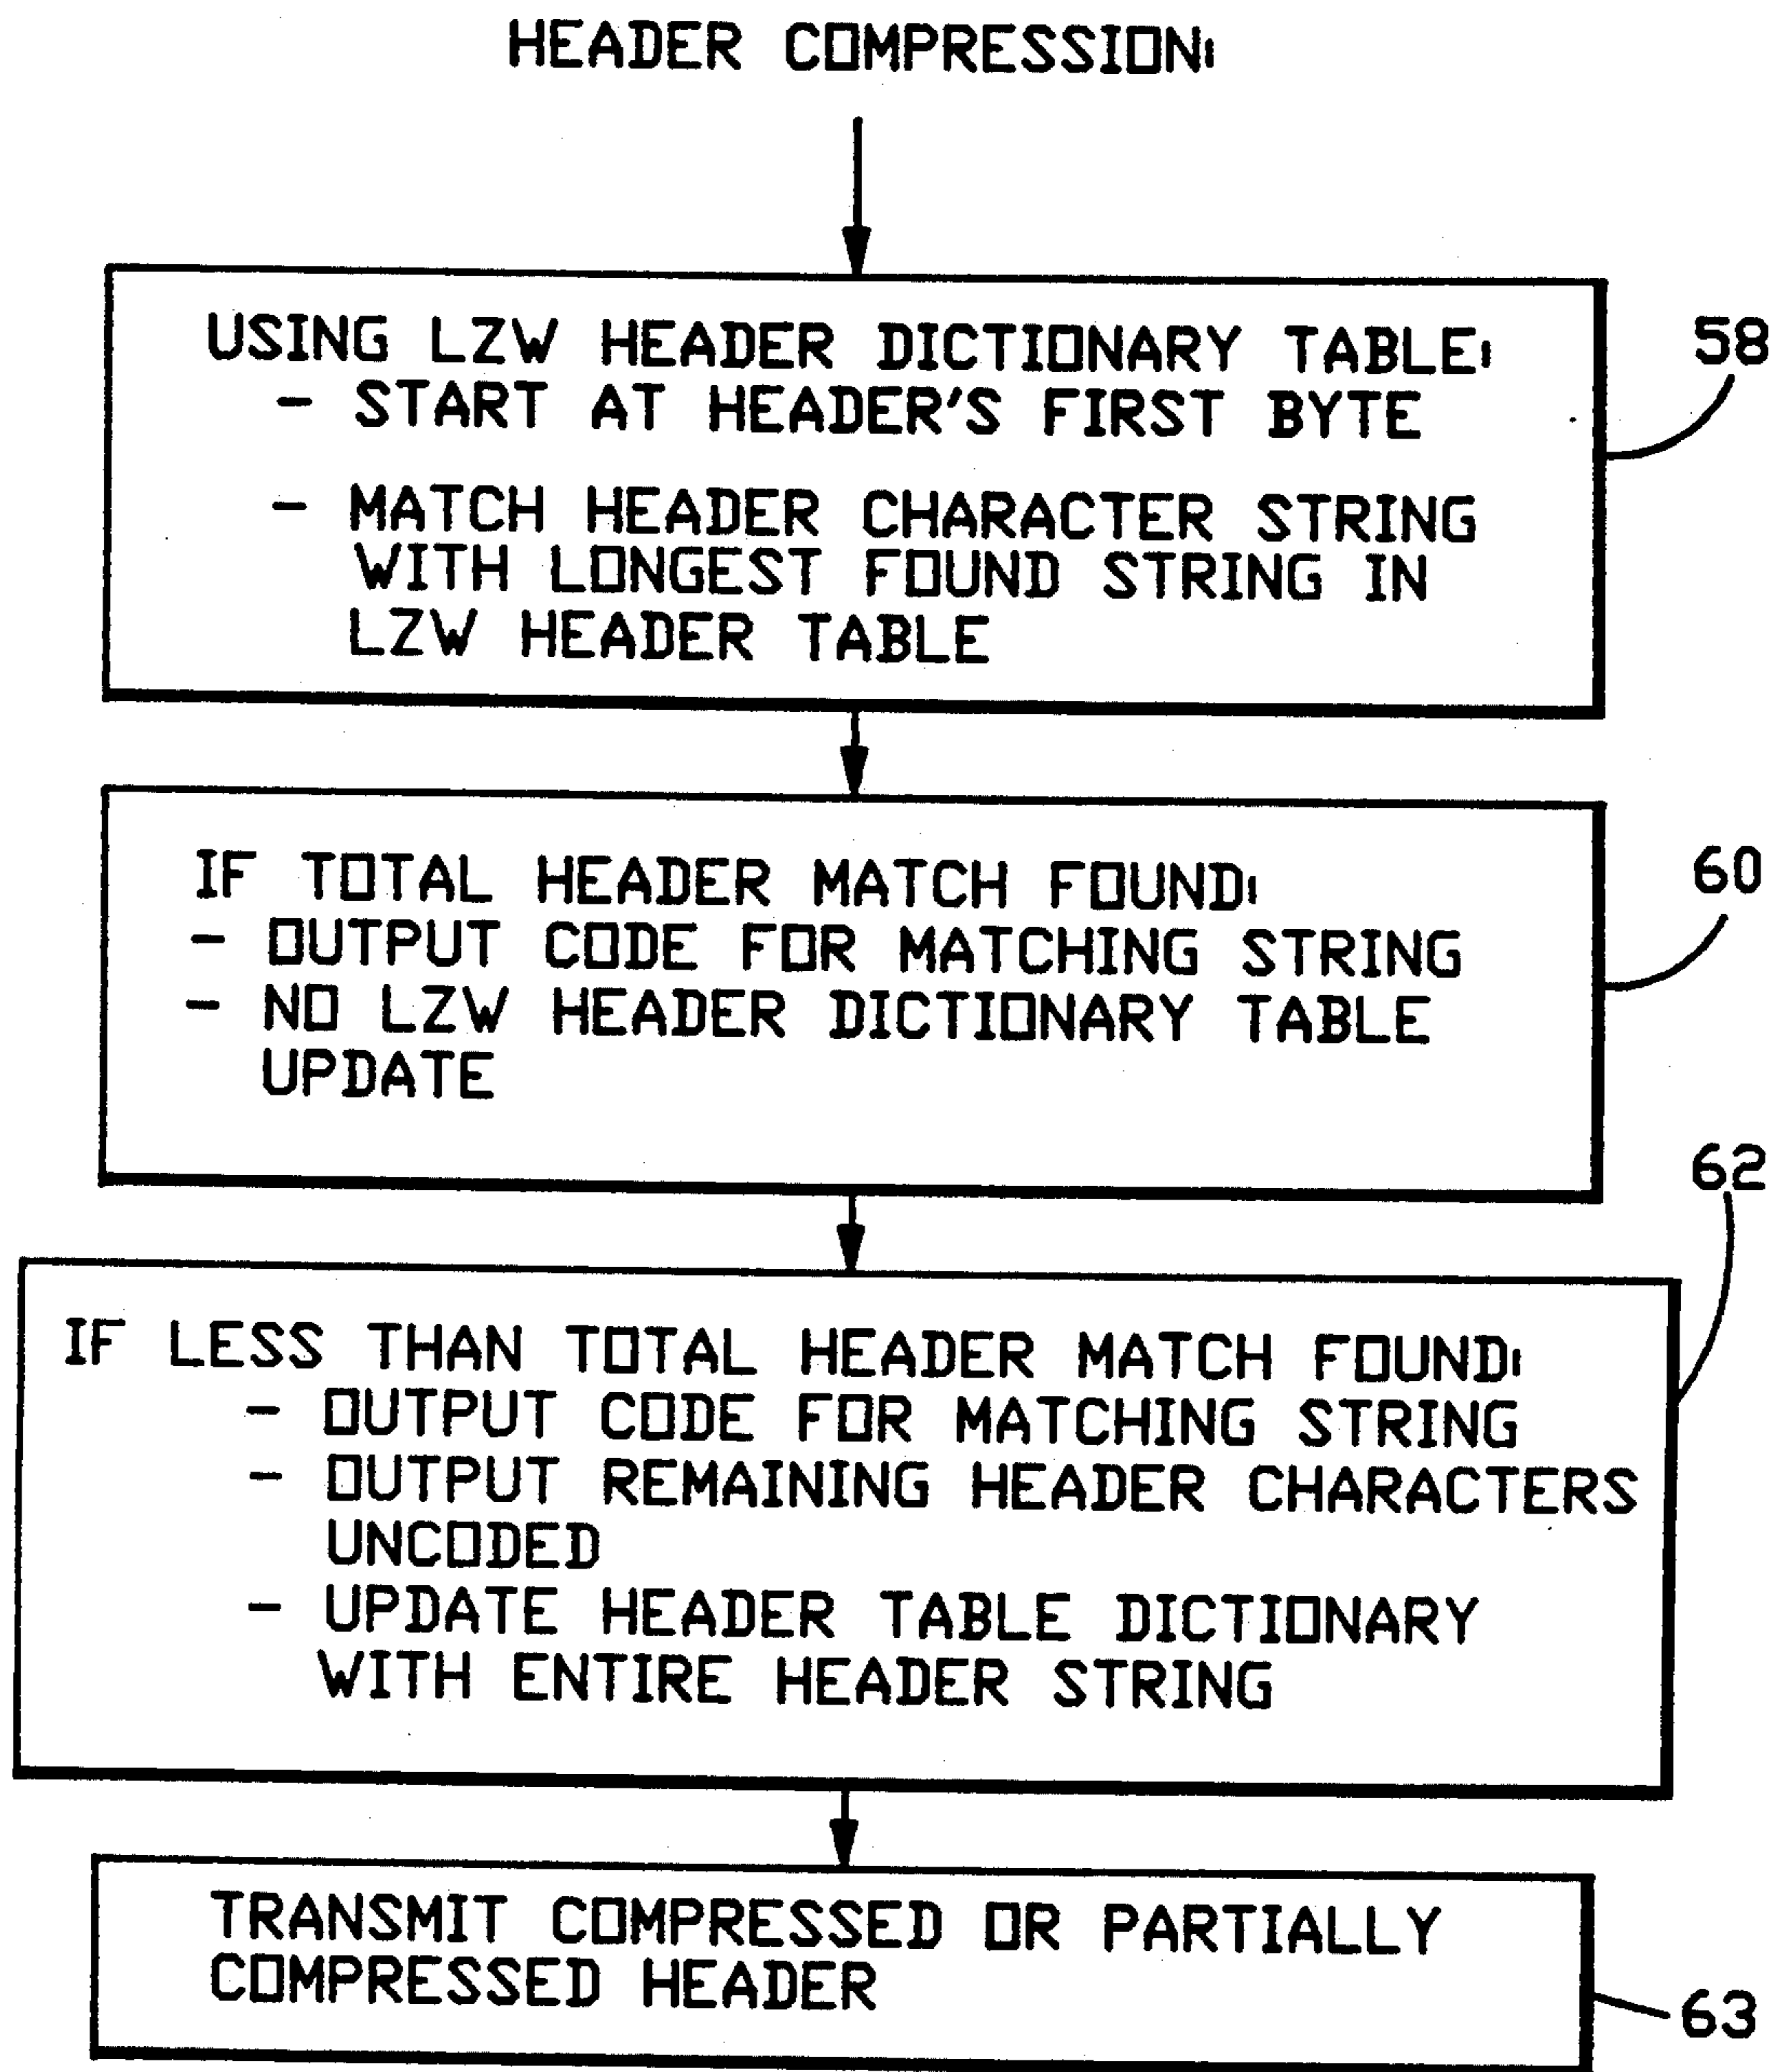 HEADER COMPRESSION:
USING LZW HEADER DICTIONARY TABLE:
- START AT HEADER'S FIRST BYTE
58
- MATCH HEADER CHARACTER STRING
WITH LONGEST FOUND STRING IN
LZW HEADER TABLE
IF TOTAL HEADER MATCH FOUND:
60
- OUTPUT CODE FOR MATCHING STRING
- NO LZW HEADER DICTIONARY TABLE
UPDATE
62
IF LESS THAN TOTAL HEADER MATCH FOUND:
- OUTPUT CODE FOR MATCHING STRING
- OUTPUT REMAINING HEADER CHARACTERS
UNCODED
- UPDATE HEADER TABLE DICTIONARY
WITH ENTIRE HEADER STRING
TRANSMIT COMPRESSED OR PARTIALLY
COMPRESSED HEADER
63